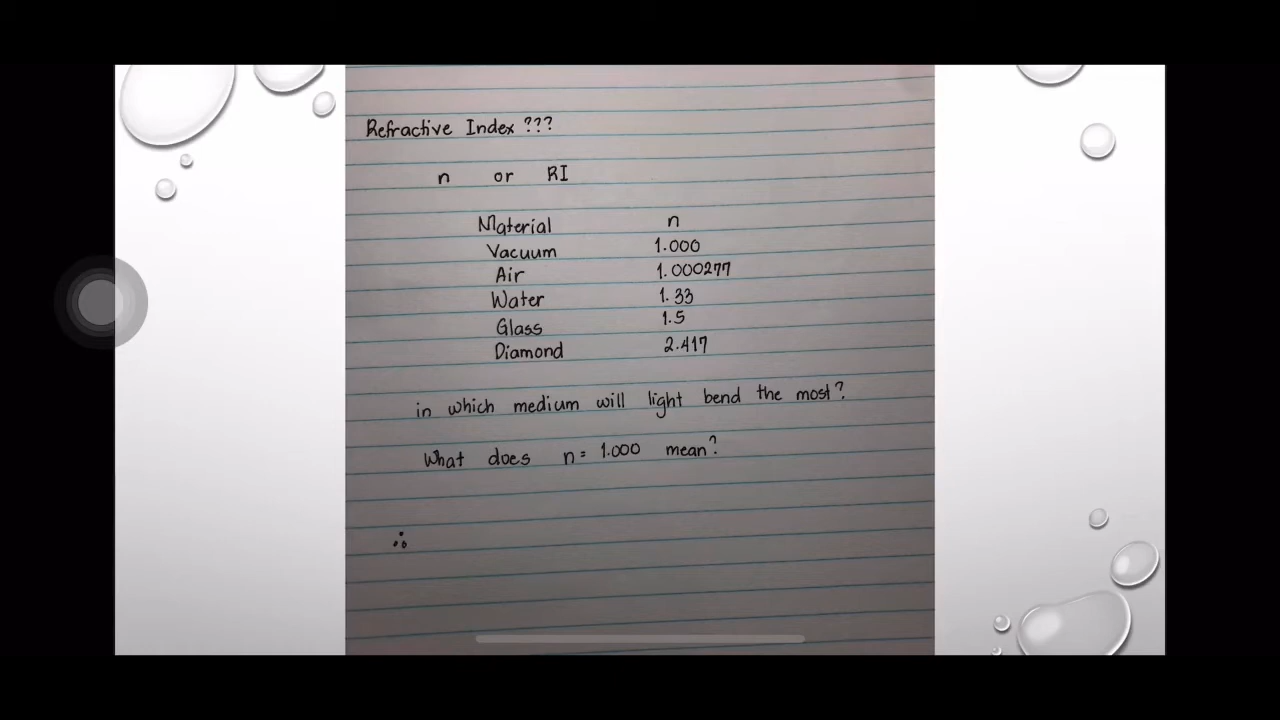 Refractive Index ???
n or RI
Material n
Vacuum 1.000
Air 1.000277
Water 1.33
Glass 1.5
Diamond 2.417
in which medium will light bend the most?
What does n = 1.000 mean?
∴